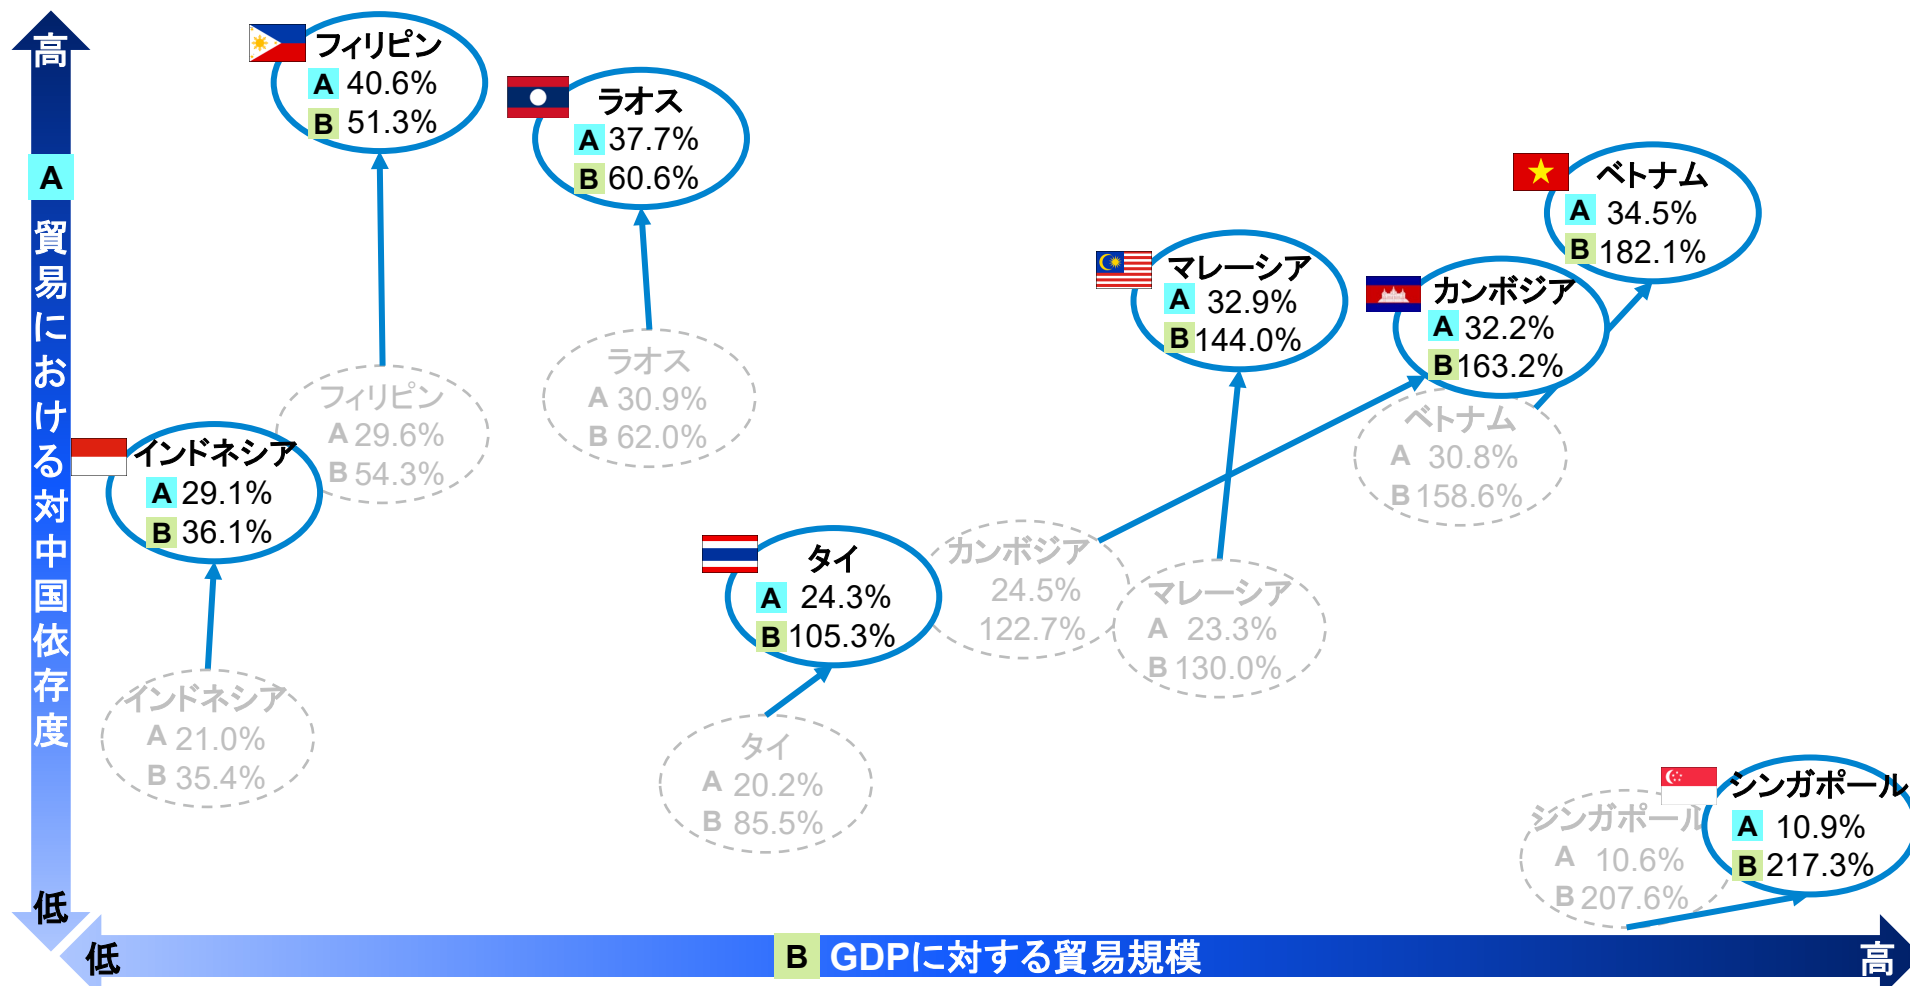 高
A
貿易における対中国依存度
低
フィリピン
A 40.6%
B 51.3%
ラオス
A 37.7%
B 60.6%
ベトナム
A 34.5%
B 182.1%
マレーシア
A 32.9%
B 144.0%
カンボジア
A 32.2%
B 163.2%
フィリピン
A 29.6%
B 54.3%
ラオス
A 30.9%
B 62.0%
ベトナム
A 30.8%
B 158.6%
インドネシア
A 29.1%
B 36.1%
タイ
A 24.3%
B 105.3%
カンボジア
24.5%
122.7%
マレーシア
A 23.3%
B 130.0%
インドネシア
A 21.0%
B 35.4%
タイ
A 20.2%
B 85.5%
シンガポール
A 10.6%
B 207.6%
シンガポール
A 10.9%
B 217.3%
低
B GDPに対する貿易規模
高